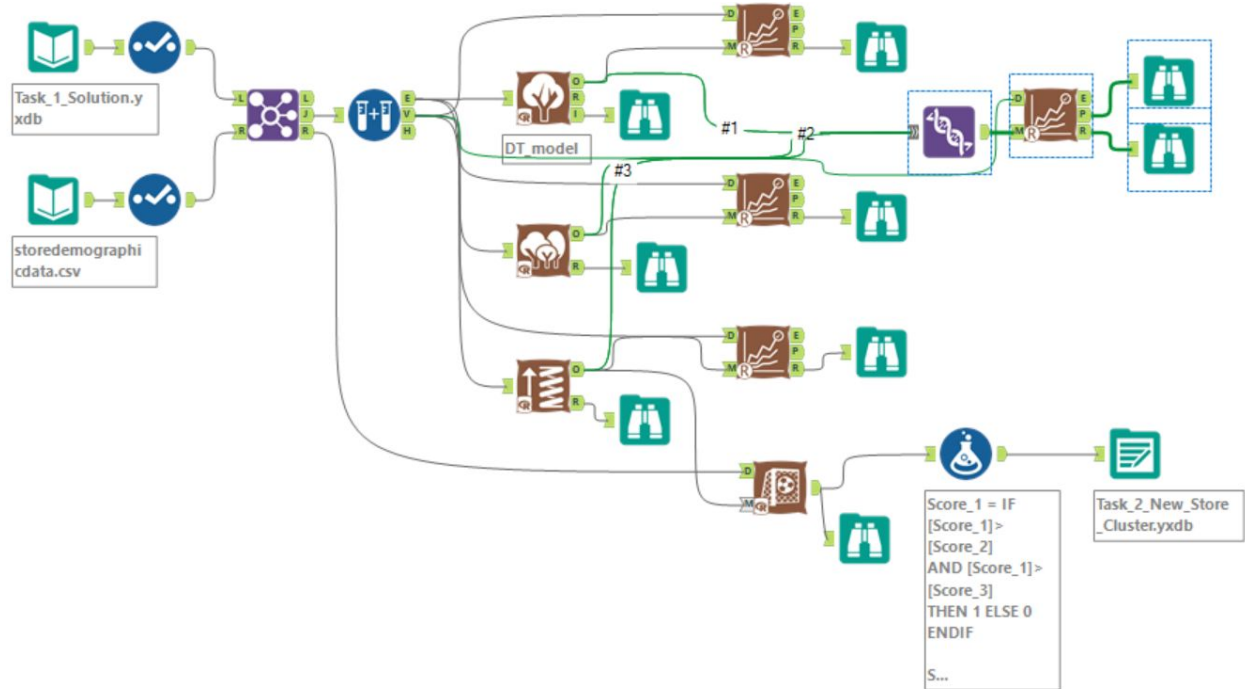 D
E
P
M
R
R
Task_1_Solution.y
xdb
L
L
J
R
R
E
V
H
O
R
I
R
DT_model
#1
#2
D
E
P
M
R
R
#3
D
E
P
M
R
R
storedemographi
cdata.csv
O
R
R
D
E
P
M
R
R
O
R
R
D
M
R
Score_1 = IF
[Score_1]>
[Score_2]
AND [Score_1]>
[Score_3]
THEN 1 ELSE 0
ENDIF
S...
Task_2_New_Store
_Cluster.yxdb